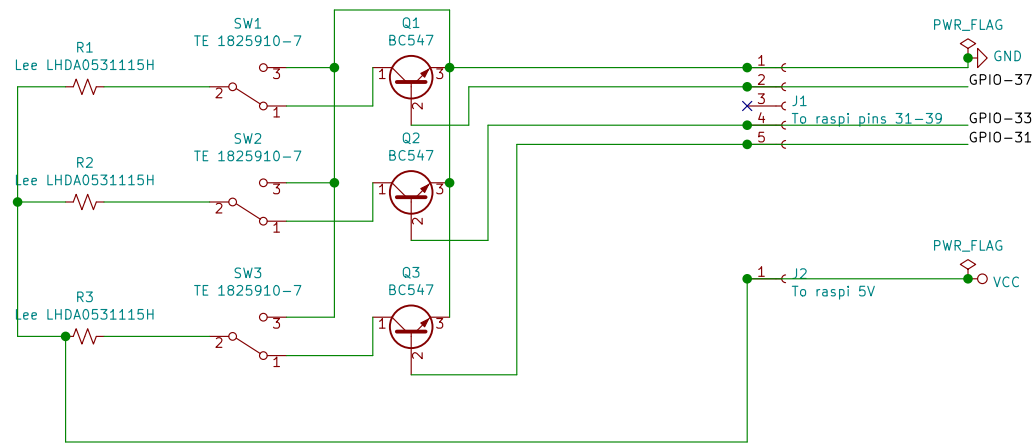 R1
Lee LHDA0531115H
SW1
TE 1825910-7
3
2
1
Q1
BC547
1
3
2
PWR_FLAG
GND
1
2
GPIO-37
3
J1
To raspi pins 31-39
4
GPIO-33
5
GPIO-31
R2
Lee LHDA0531115H
SW2
TE 1825910-7
3
2
1
Q2
BC547
1
3
2
R3
Lee LHDA0531115H
SW3
TE 1825910-7
3
2
1
Q3
BC547
1
3
2
PWR_FLAG
1
J2
To raspi 5V
VCC